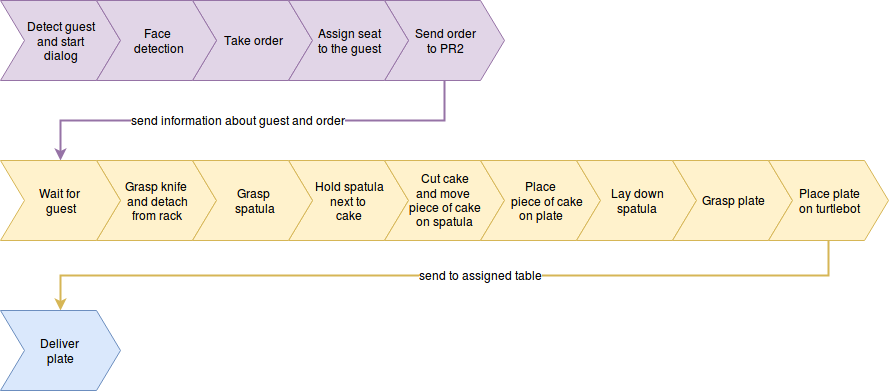 Detect guest
and start
dialog
Face
detection
Take order
Assign seat
to the guest
Send order
to PR2
send information about guest and order
Wait for
guest
Grasp knife
and detach
from rack
Grasp
spatula
Hold spatula
next to
cake
Cut cake
and move
piece of cake
on spatula
Place
piece of cake
on plate
Lay down
spatula
Grasp plate
Place plate
on turtlebot
send to assigned table
Deliver
plate